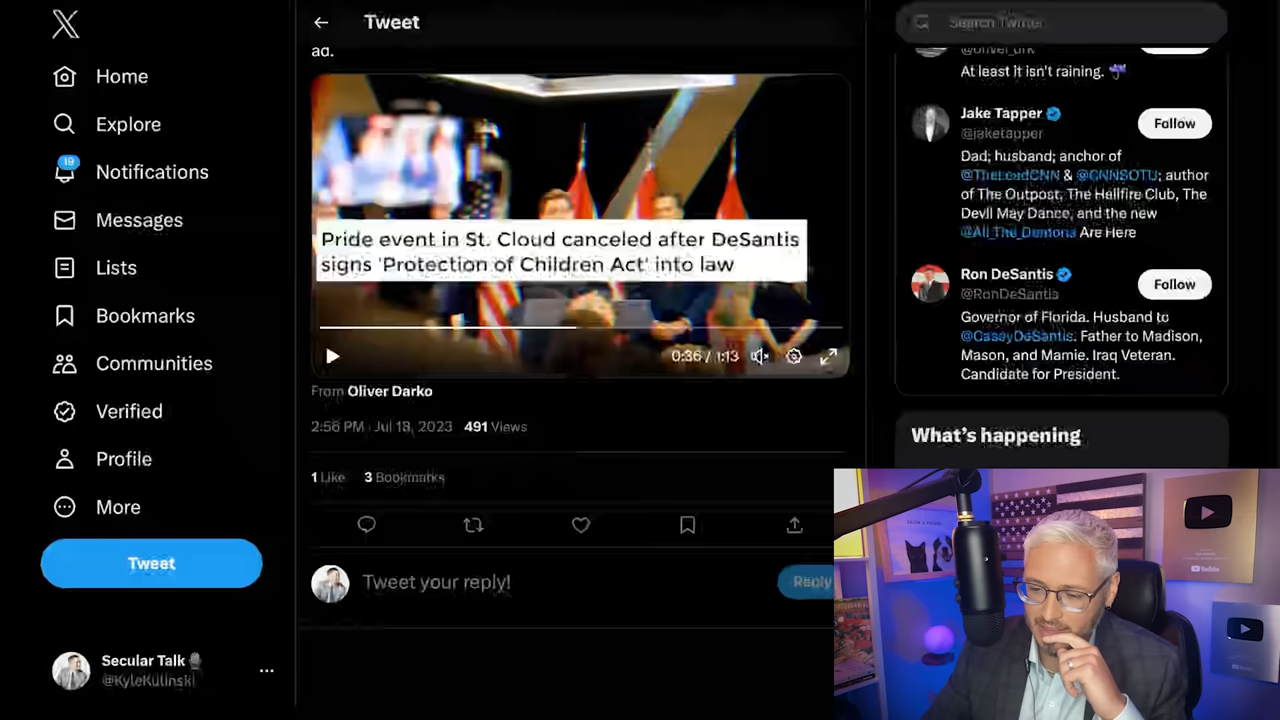 Home
Explore
19
Notifications
Messages
Lists
Bookmarks
Communities
Verified
Profile
More
Tweet
Secular Talk
@KyleKulinski
Tweet
ad.
Pride event in St. Cloud canceled after DeSantis
signs 'Protection of Children Act' into law
0:36 / 1:13
From Oliver Darko
2:56 PM · Jul 18, 2023 491 Views
1 Like 3 Bookmarks
Tweet your reply!
Reply
Search Twitter
@oliver_drk
At least it isn't raining.
Jake Tapper
@jaketapper
Follow
Dad; husband; anchor of
@TheLeadCNN & @CNNSOTU; author
of The Outpost, The Hellfire Club, The
Devil May Dance, and the new
@All_The_Demons Are Here
Ron DeSantis
@RonDeSantis
Follow
Governor of Florida. Husband to
@CaseyDeSantis. Father to Madison,
Mason, and Mamie. Iraq Veteran.
Candidate for President.
What's happening
YouTube